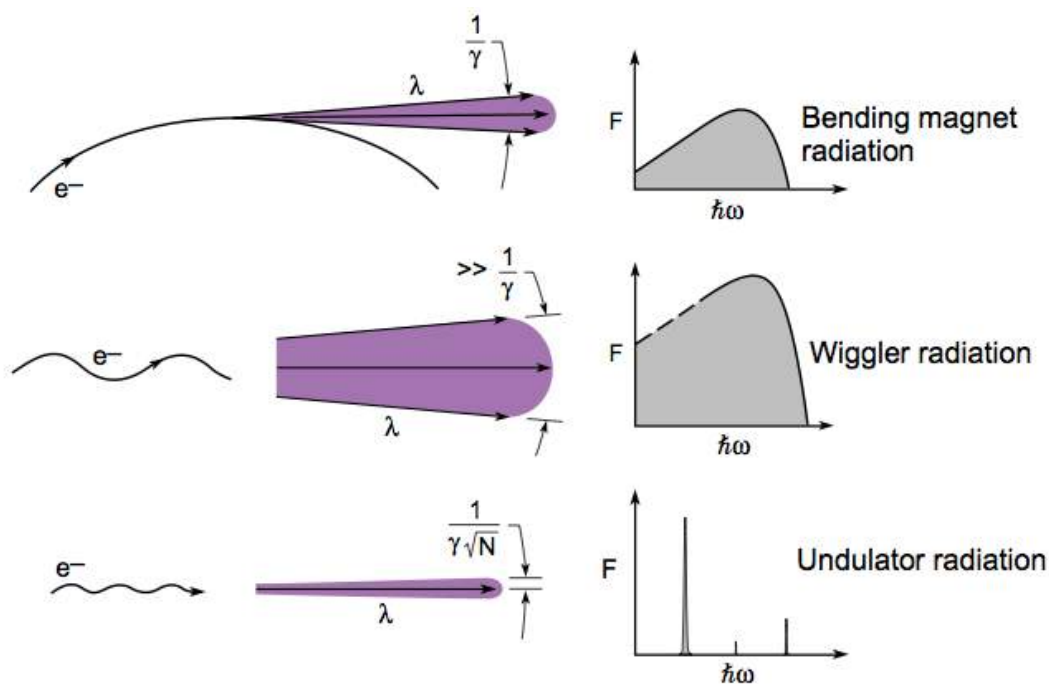 1
γ
λ
e–
F
ħω
Bending magnet
radiation
>> 1
γ
e–
λ
F
ħω
Wiggler radiation
1
γ√N
e–
λ
F
ħω
Undulator radiation